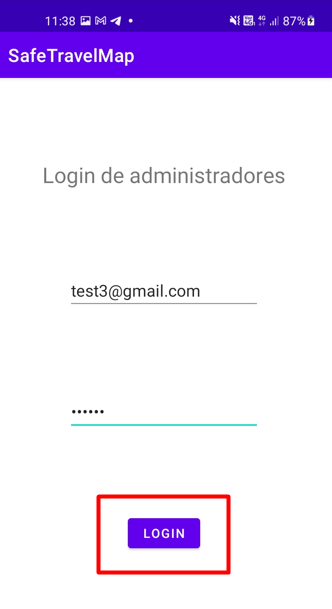 11:38 87%
SafeTravelMap
Login de administradores
test3@gmail.com
••••••
LOGIN